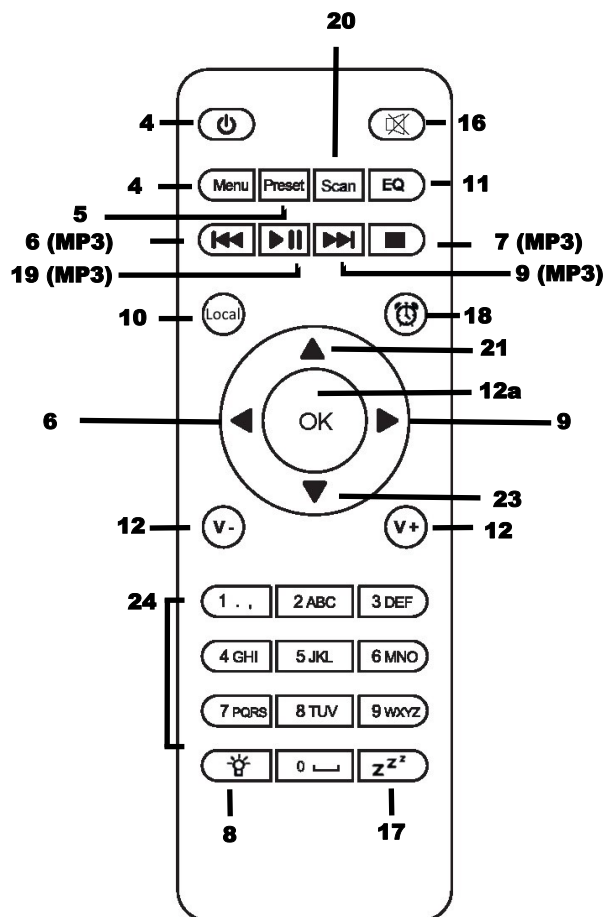 20
4 16
Menu Preset Scan EQ
4 11
5
6 (MP3) 7 (MP3)
19 (MP3) 9 (MP3)
Local
10 18
21
12a
6 OK 9
23
V - V +
12 12
24 1 . , 2 ABC 3 DEF
4 GHI 5 JKL 6 MNO
7 PQRS 8 TUV 9 WXYZ
0 z z z
8 17